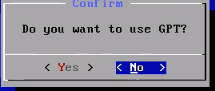 Confirm
Do you want to use GPT?
< Yes > < No >